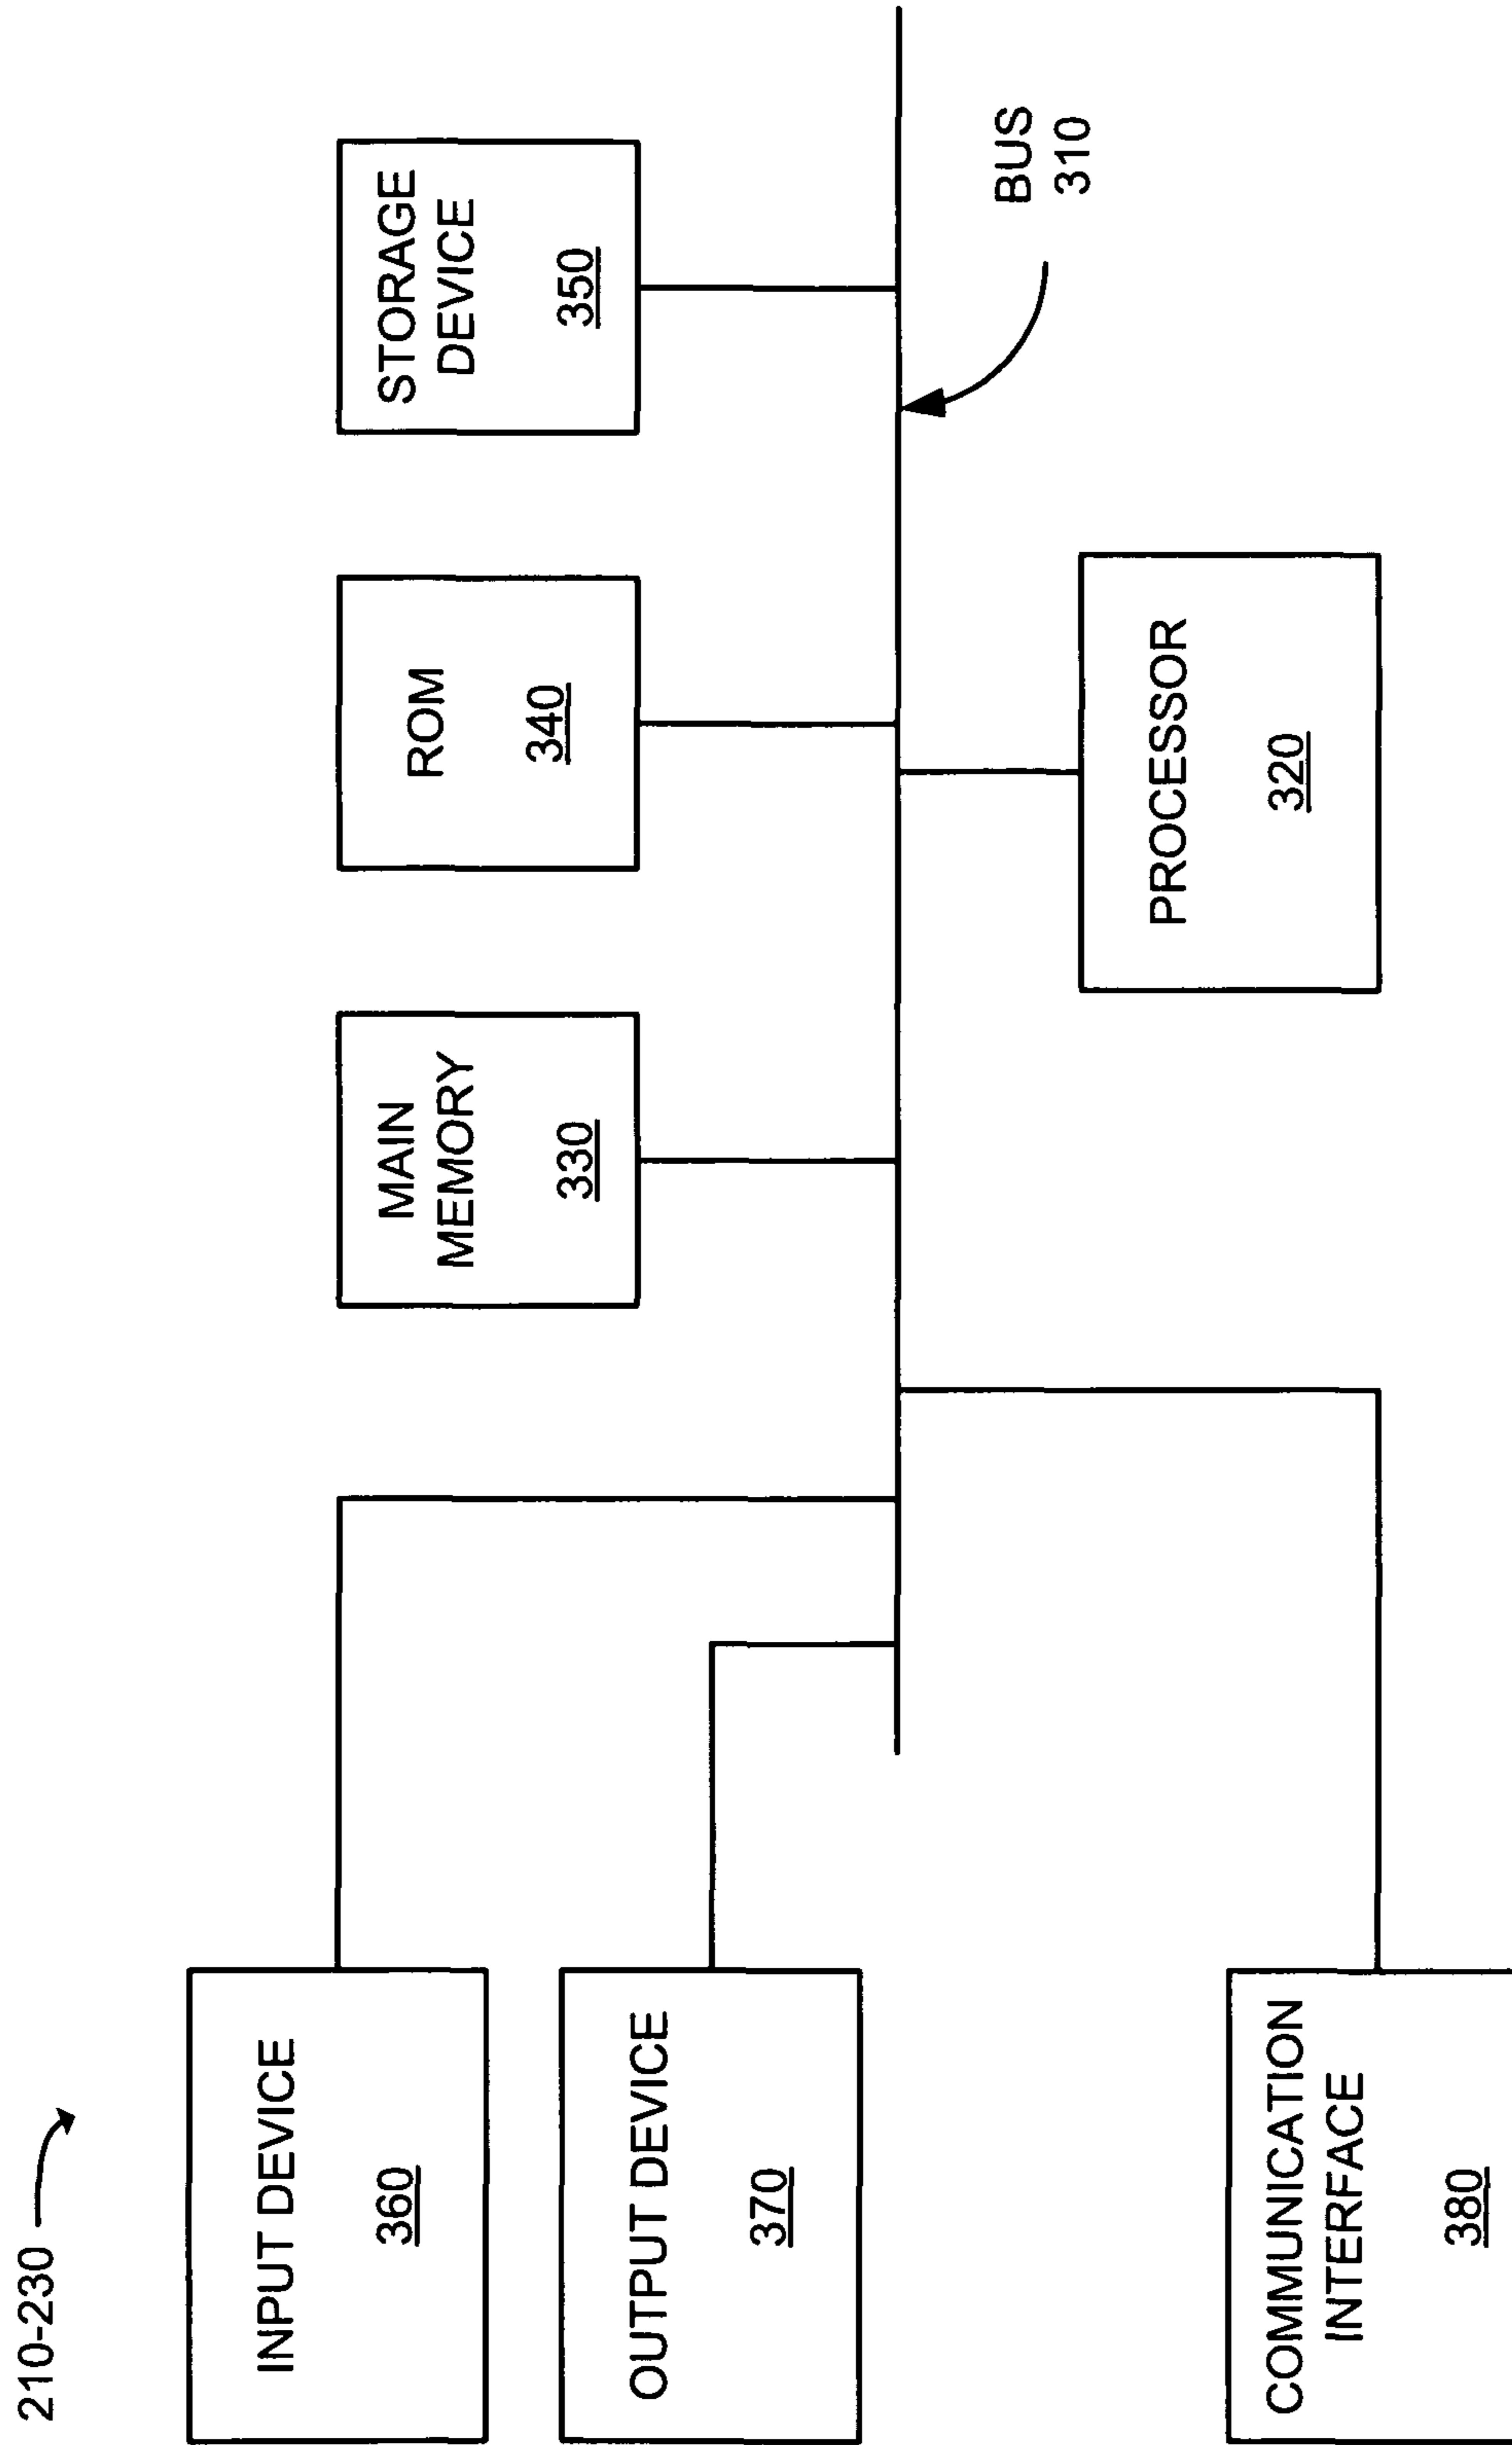 210-230
INPUT DEVICE
360
MAIN
MEMORY
330
ROM
340
STORAGE
DEVICE
350
OUTPUT DEVICE
370
BUS
310
COMMUNICATION
INTERFACE
380
PROCESSOR
320